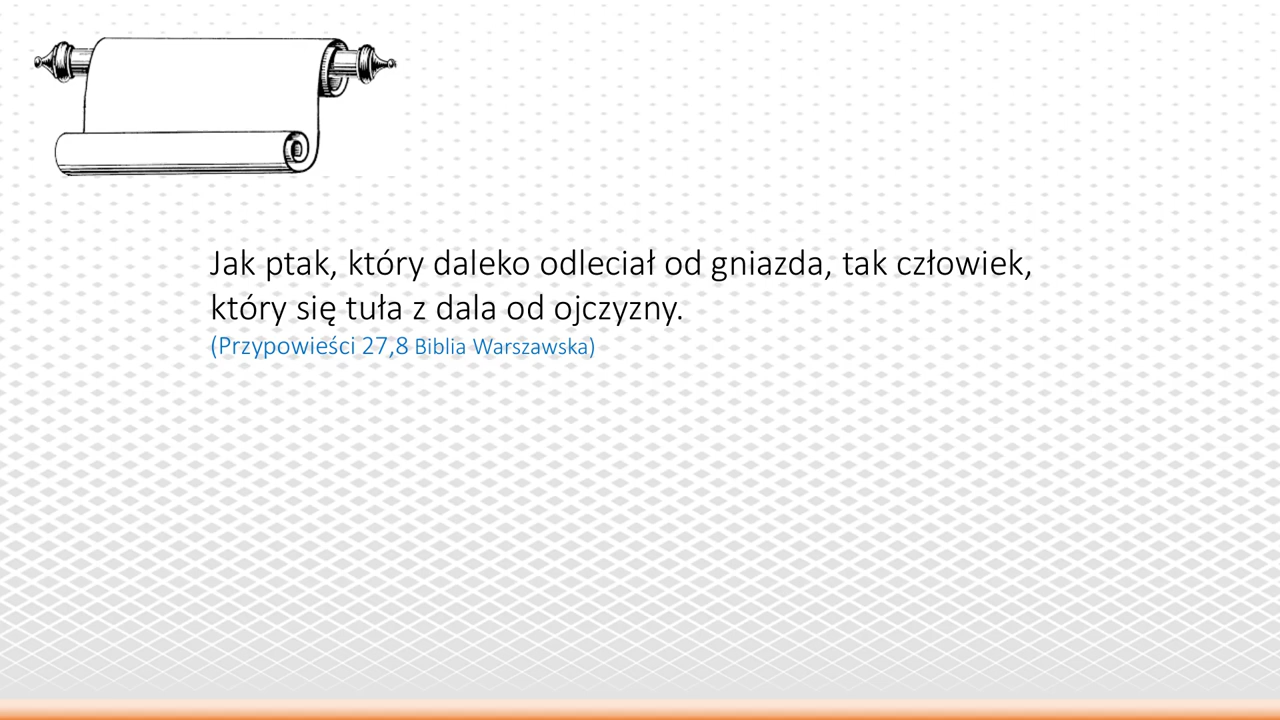 Jak ptak, który daleko odleciał od gniazda, tak człowiek,
który się tuła z dala od ojczyzny.
(Przypowieści 27,8 Biblia Warszawska)